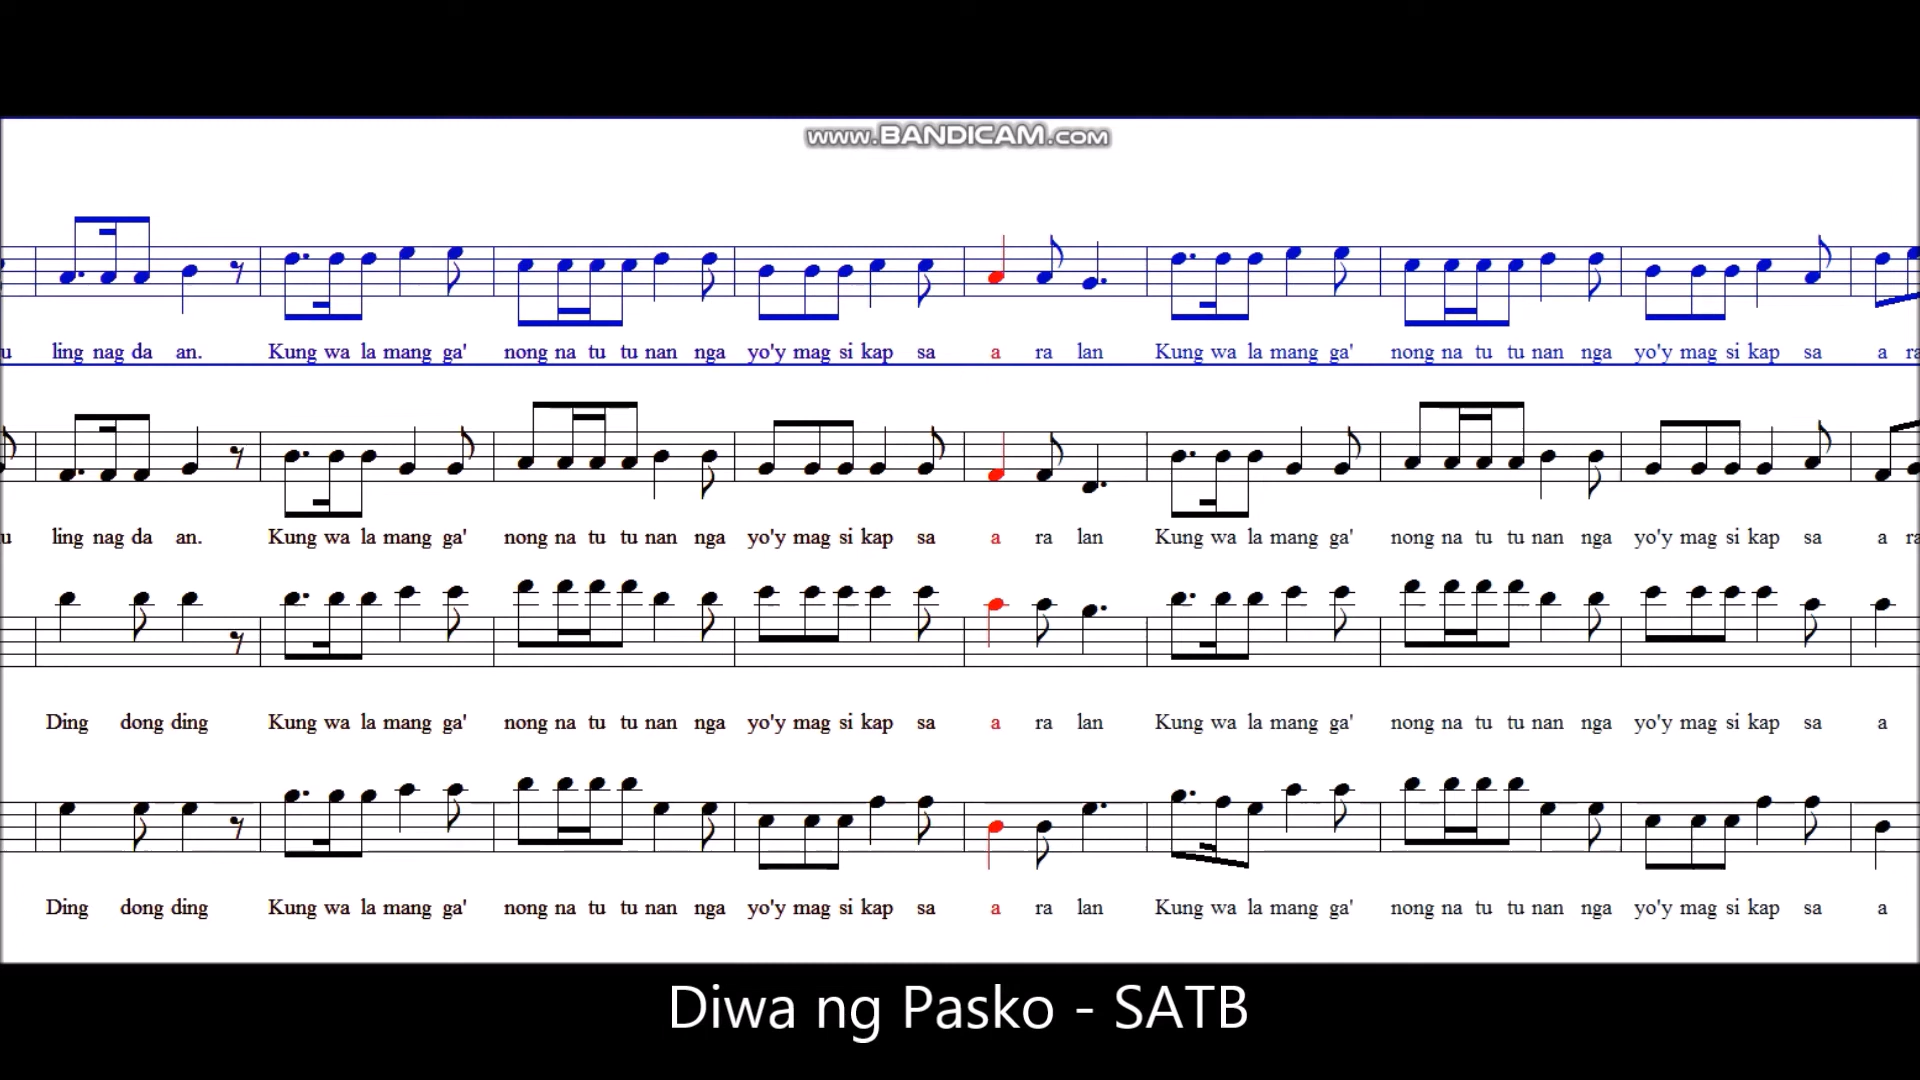 www.BANDICAM.com
u ling nag da an. Kung wa la mang ga' nong na tu tu nan nga yo'y mag si kap sa a ra lan Kung wa la mang ga' nong na tu tu nan nga yo'y mag si kap sa a ra
u ling nag da an. Kung wa la mang ga' nong na tu tu nan nga yo'y mag si kap sa a ra lan Kung wa la mang ga' nong na tu tu nan nga yo'y mag si kap sa a ra
Ding dong ding Kung wa la mang ga' nong na tu tu nan nga yo'y mag si kap sa a ra lan Kung wa la mang ga' nong na tu tu nan nga yo'y mag si kap sa a
Ding dong ding Kung wa la mang ga' nong na tu tu nan nga yo'y mag si kap sa a ra lan Kung wa la mang ga' nong na tu tu nan nga yo'y mag si kap sa a
Diwa ng Pasko - SATB